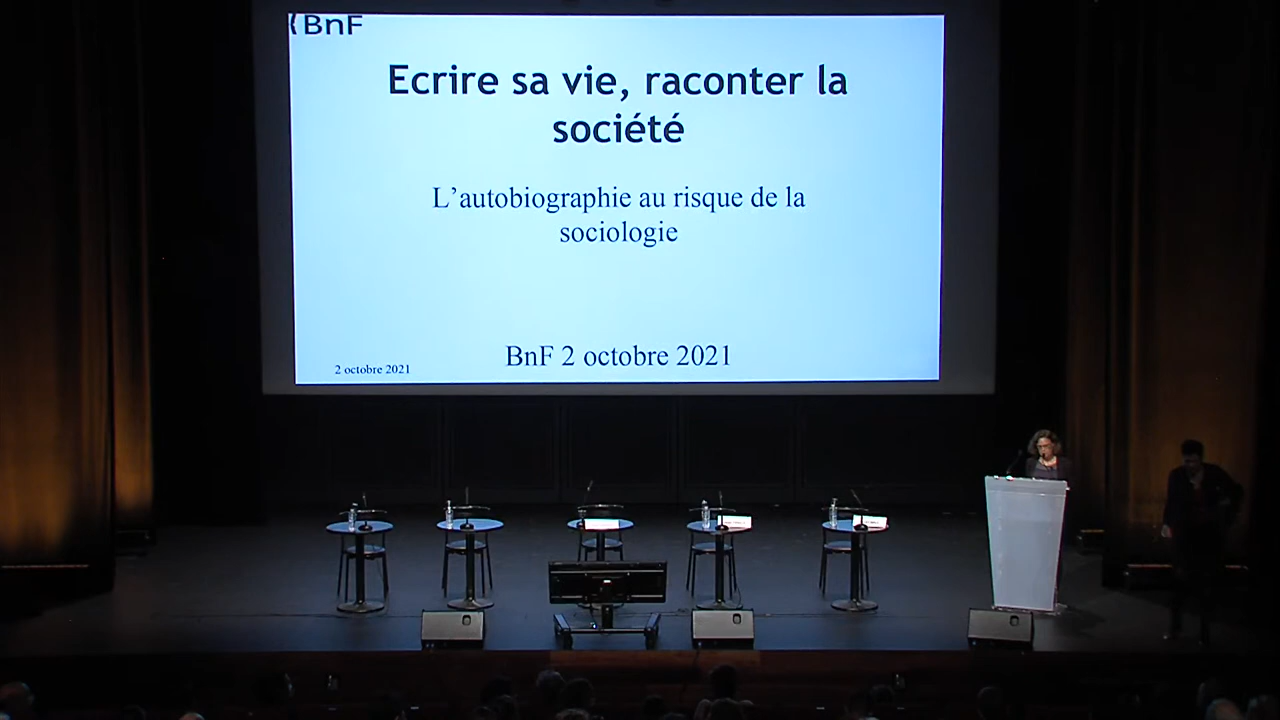 BnF
Ecrire sa vie, raconter la
société
L'autobiographie au risque de la
sociologie
BnF 2 octobre 2021
2 octobre 2021